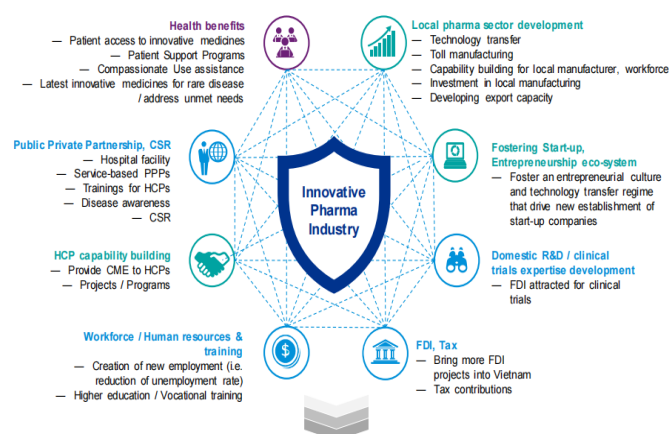 Health benefits
— Patient access to innovative medicines
— Patient Support Programs
— Compassionate Use assistance
— Latest innovative medicines for rare disease
/ address unmet needs
Local pharma sector development
— Technology transfer
— Toll manufacturing
— Capability building for local manufacturer, workforce
— Investment in local manufacturing
— Developing export capacity
Public Private Partnership, CSR
— Hospital facility
— Service-based PPPs
— Trainings for HCPs
— Disease awareness
— CSR
Innovative
Pharma
Industry
Fostering Start-up,
Entrepreneurship eco-system
— Foster an entrepreneurial culture
and technology transfer regime
that drive new establishment of
start-up companies
HCP capability building
— Provide CME to HCPs
— Projects / Programs
Domestic R&D / clinical
trials expertise development
— FDI attracted for clinical
trials
Workforce / Human resources &
training
— Creation of new employment (i.e.
reduction of unemployment rate)
— Higher education / Vocational training
$
FDI, Tax
— Bring more FDI
projects into Vietnam
— Tax contributions